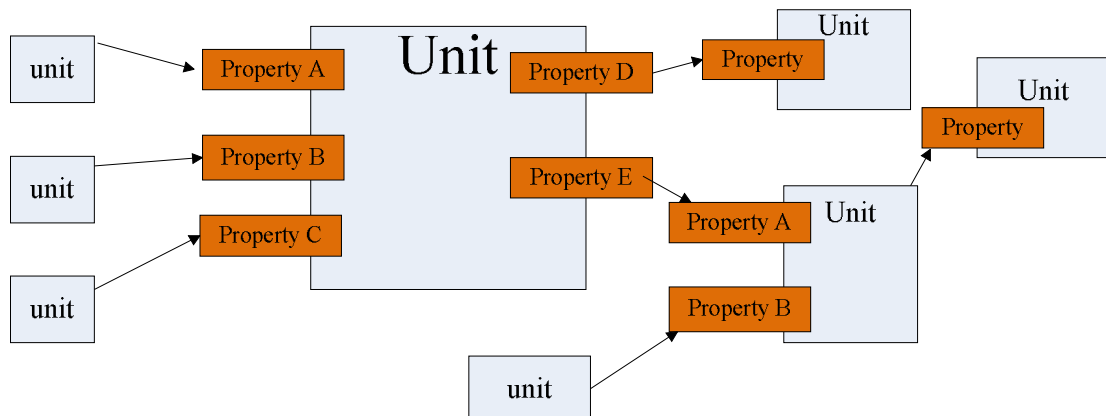 unit
unit
unit
Property A
Property B
Property C
Unit
Property D
Property E
Unit
Property
Unit
Property
Unit
Property A
Property B
unit